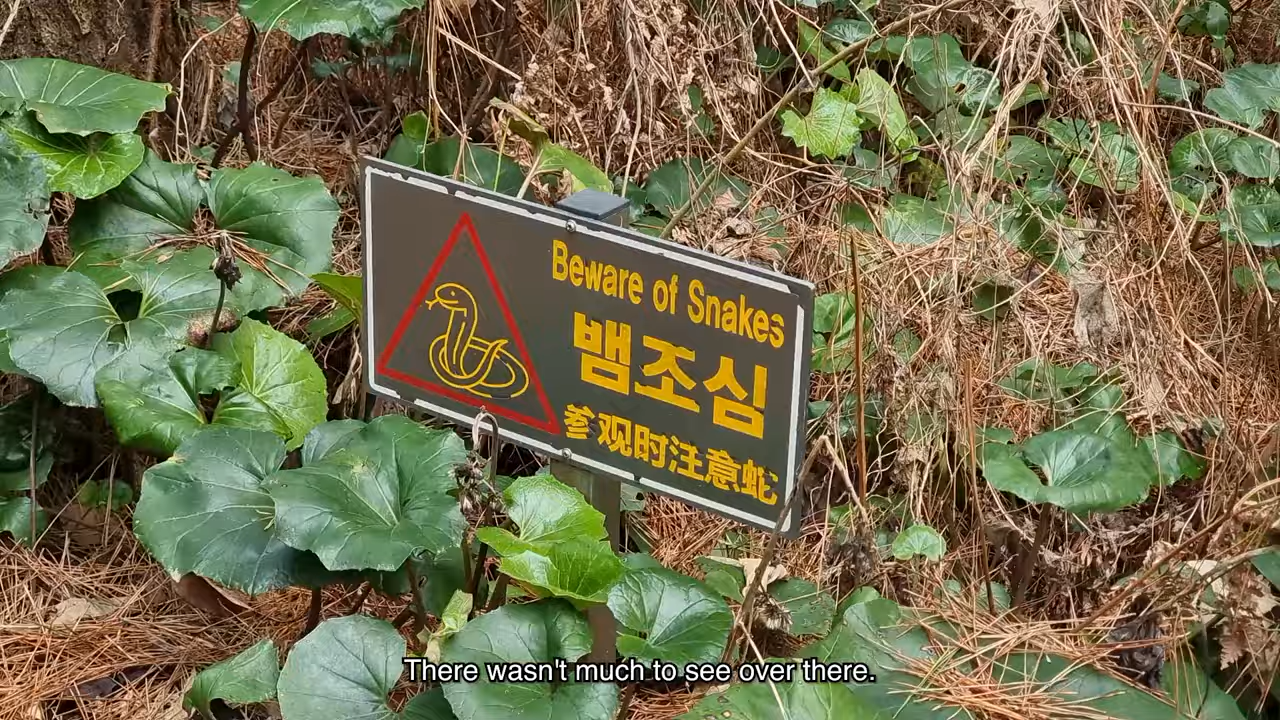 Beware of Snakes
뱀조심
参观时注意蛇
There wasn't much to see over there.